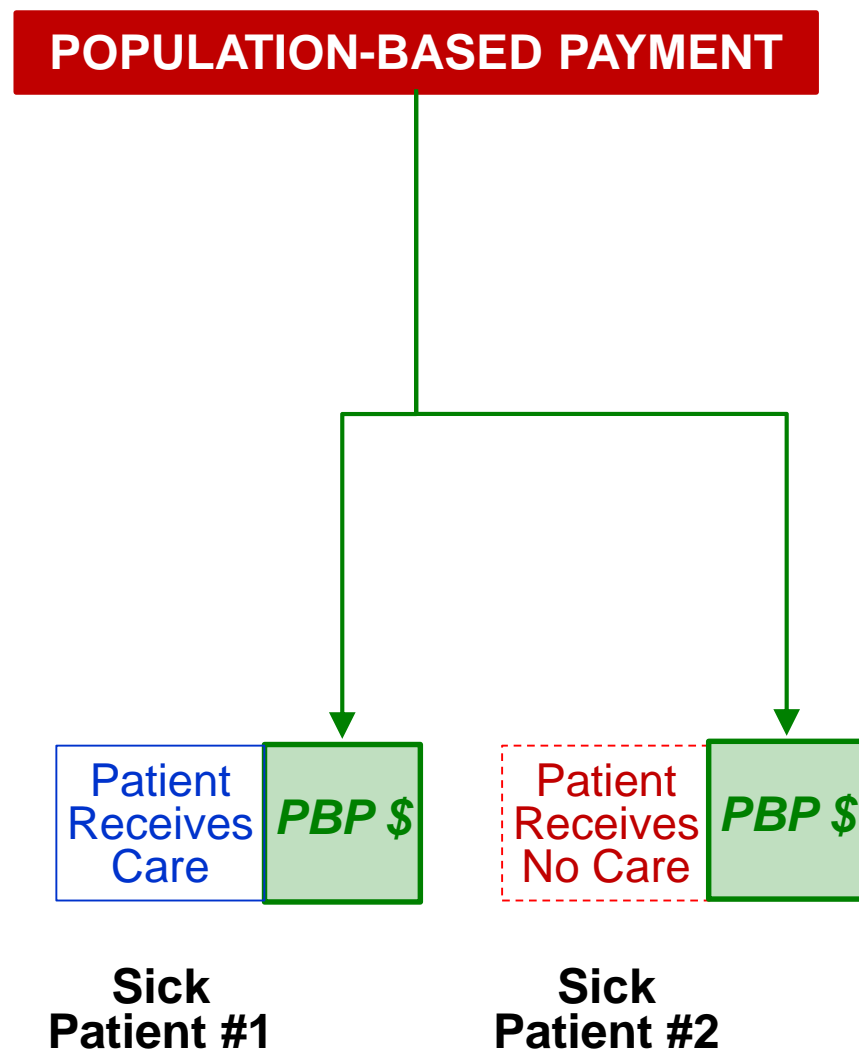 POPULATION-BASED PAYMENT
Patient
Receives
Care
PBP $
Patient
Receives
No Care
PBP $
Sick
Patient #1
Sick
Patient #2